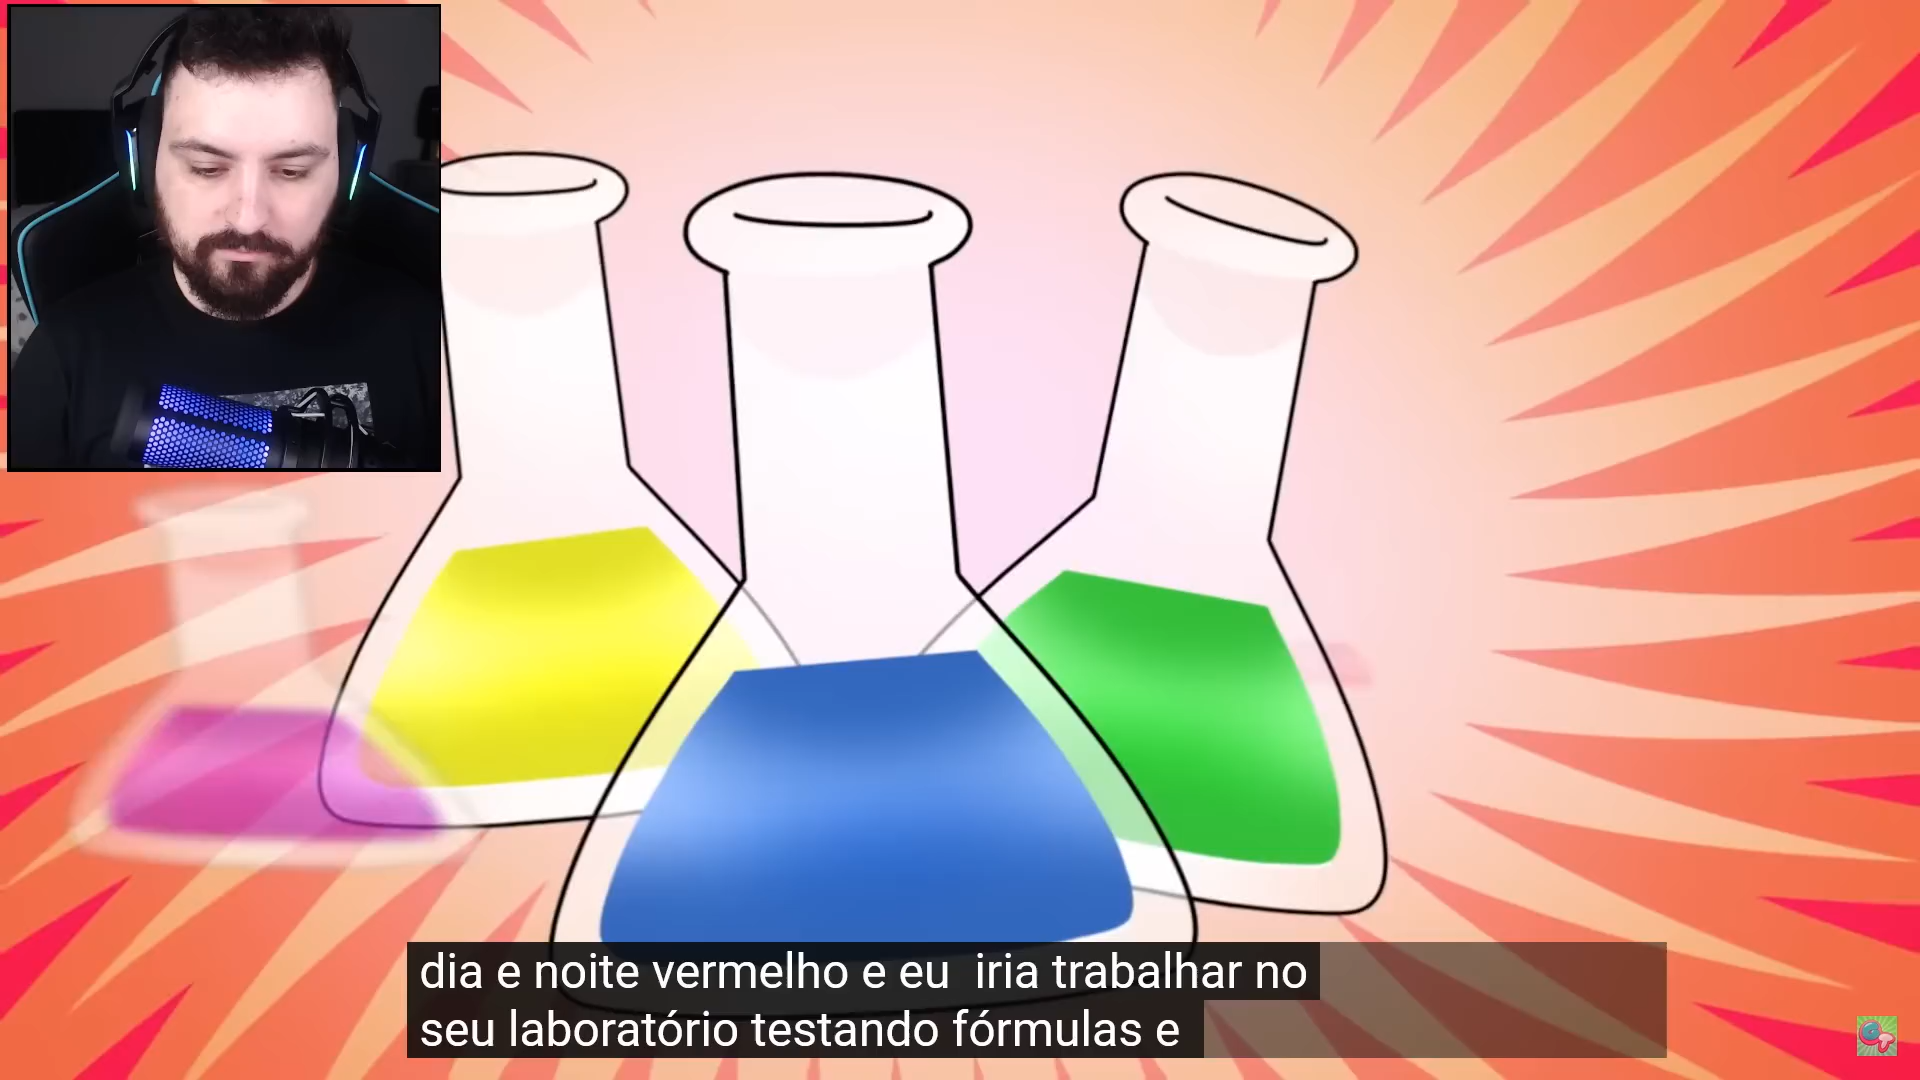 dia e noite vermelho e eu  iria trabalhar no
seu laboratório testando fórmulas e